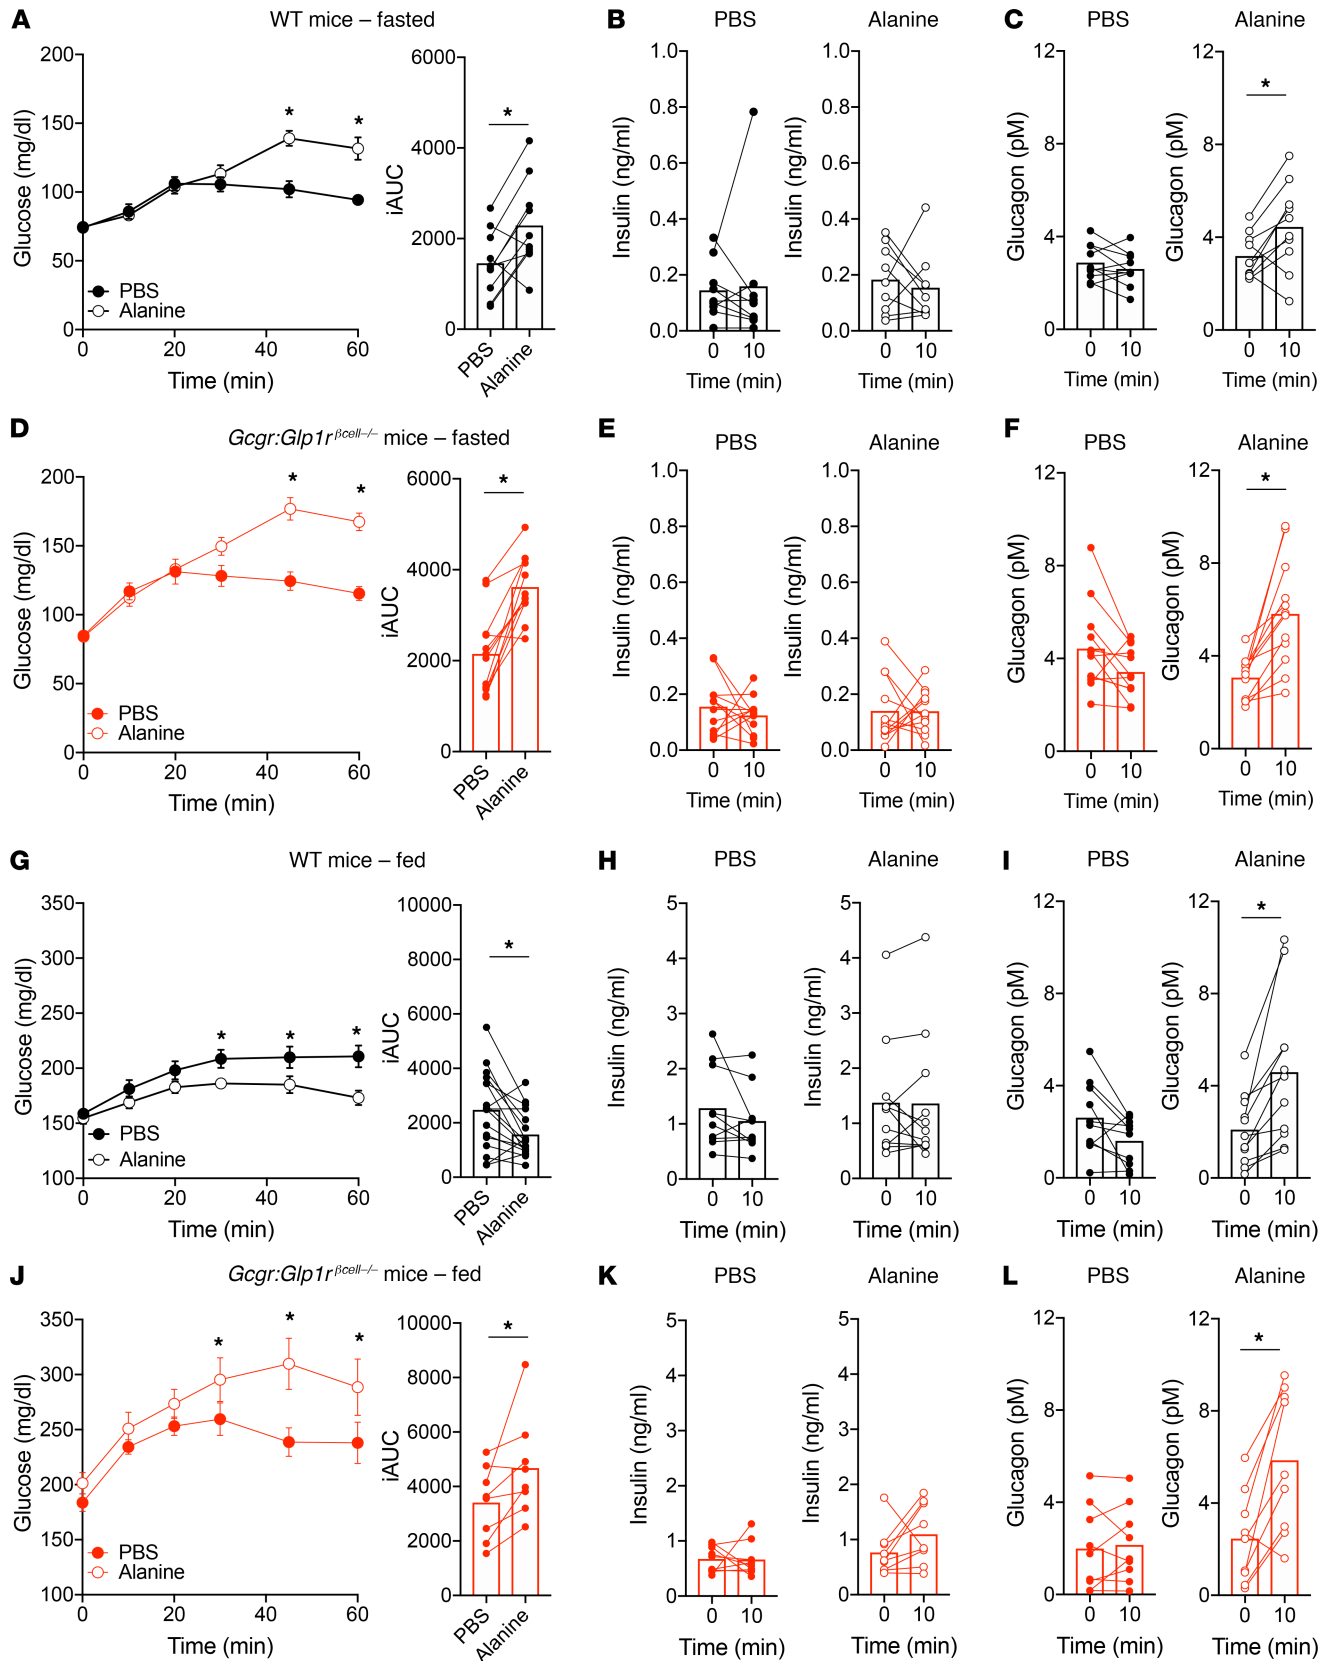 A WT mice – fasted
Glucose (mg/dl)
200
150
100
50
0
* *
PBS
Alanine
0 20 40 60
Time (min)
iAUC
6000
4000
2000
0
*
PBS
Alanine
B PBS Alanine
Insulin (ng/ml)
1.0
0.8
0.6
0.4
0.2
0.0
0 10
Time (min)
Insulin (ng/ml)
1.0
0.8
0.6
0.4
0.2
0.0
0 10
Time (min)
C PBS Alanine
Glucagon (pM)
12
8
4
0
0 10
Time (min)
Glucagon (pM)
12
8
4
0
*
0 10
Time (min)
D Gcgr:Glp1r βcell–/– mice – fasted
Glucose (mg/dl)
200
150
100
50
0
* *
PBS
Alanine
0 20 40 60
Time (min)
iAUC
6000
4000
2000
0
*
PBS
Alanine
E PBS Alanine
Insulin (ng/ml)
1.0
0.8
0.6
0.4
0.2
0.0
0 10
Time (min)
Insulin (ng/ml)
1.0
0.8
0.6
0.4
0.2
0.0
0 10
Time (min)
F PBS Alanine
Glucagon (pM)
12
8
4
0
0 10
Time (min)
Glucagon (pM)
12
8
4
0
*
0 10
Time (min)
G WT mice – fed
Glucose (mg/dl)
350
300
250
200
150
100
* * *
PBS
Alanine
0 20 40 60
Time (min)
iAUC
10000
8000
6000
4000
2000
0
*
PBS
Alanine
H PBS Alanine
Insulin (ng/ml)
5
4
3
2
1
0
0 10
Time (min)
Insulin (ng/ml)
5
4
3
2
1
0
0 10
Time (min)
I PBS Alanine
Glucagon (pM)
12
8
4
0
0 10
Time (min)
Glucagon (pM)
12
8
4
0
*
0 10
Time (min)
J Gcgr:Glp1r βcell–/– mice – fed
Glucose (mg/dl)
350
300
250
200
150
100
* * *
PBS
Alanine
0 20 40 60
Time (min)
iAUC
10000
8000
6000
4000
2000
0
*
PBS
Alanine
K PBS Alanine
Insulin (ng/ml)
5
4
3
2
1
0
0 10
Time (min)
Insulin (ng/ml)
5
4
3
2
1
0
0 10
Time (min)
L PBS Alanine
Glucagon (pM)
12
8
4
0
0 10
Time (min)
Glucagon (pM)
12
8
4
0
*
0 10
Time (min)